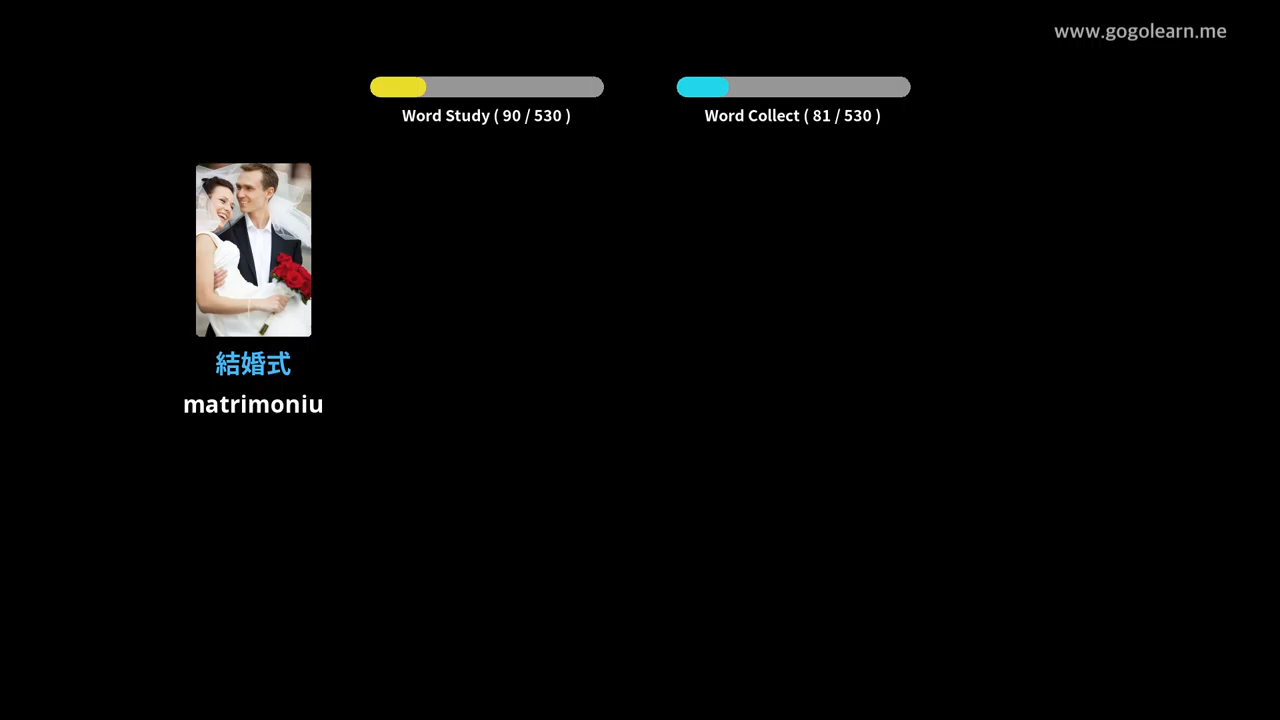 www.gogolearn.me
Word Study ( 90 / 530 )
Word Collect ( 81 / 530 )
結婚式
matrimoniu